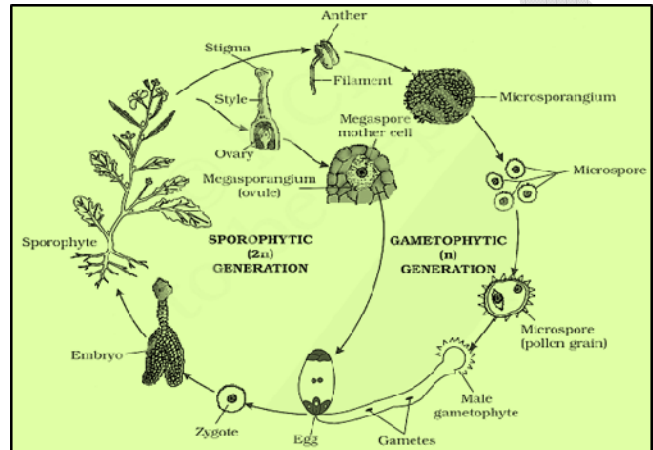 Anther
Stigma
Filament
Style
Microsporangium
Megaspore
mother cell
Ovary
Microspore
Megasporangium
(ovule)
SPOROPHYTIC
(2n)
GENERATION
GAMETOPHYTIC
(n)
GENERATION
Sporophyte
Microspore
(pollen grain)
Embryo
Male
gametophyte
Zygote
Egg
Gametes